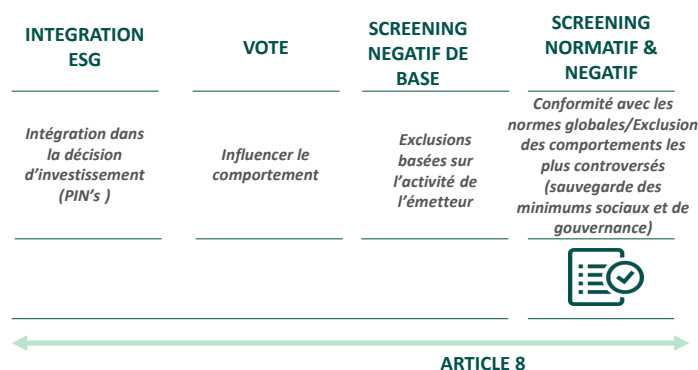 INTEGRATION
ESG
VOTE
SCREENING
NEGATIF DE
BASE
SCREENING
NORMATIF &
NEGATIF
Intégration dans
la décision
d'investissement
(PIN's )
Influencer le
comportement
Exclusions
basées sur
l'activité de
l'émetteur
Conformité avec les
normes globales/Exclusion
des comportements les
plus controversés
(sauvegarde des
minimums sociaux et de
gouvernance)
ARTICLE 8